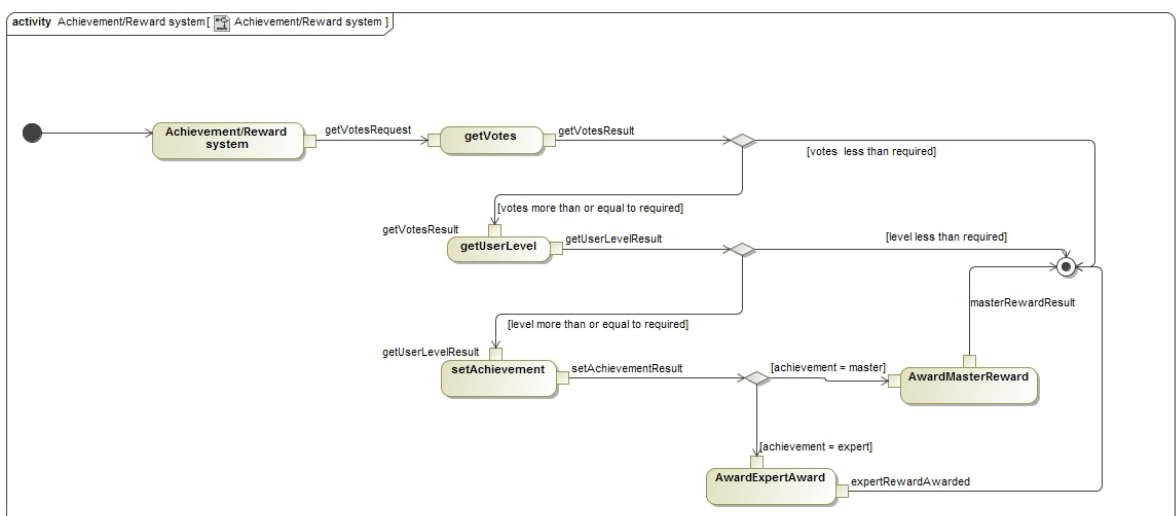 activity Achievement/Reward system [ Achievement/Reward system ]
Achievement/Reward
system
getVotesRequest
getVotes
getVotesResult
[votes  less than required]
[votes more than or equal to required]
getVotesResult
getUserLevel
getUserLevelResult
[level less than required]
masterRewardResult
[level more than or equal to required]
getUserLevelResult
setAchievement
setAchievementResult
[achievement = master]
AwardMasterReward
[achievement = expert]
AwardExpertAward
expertRewardAwarded